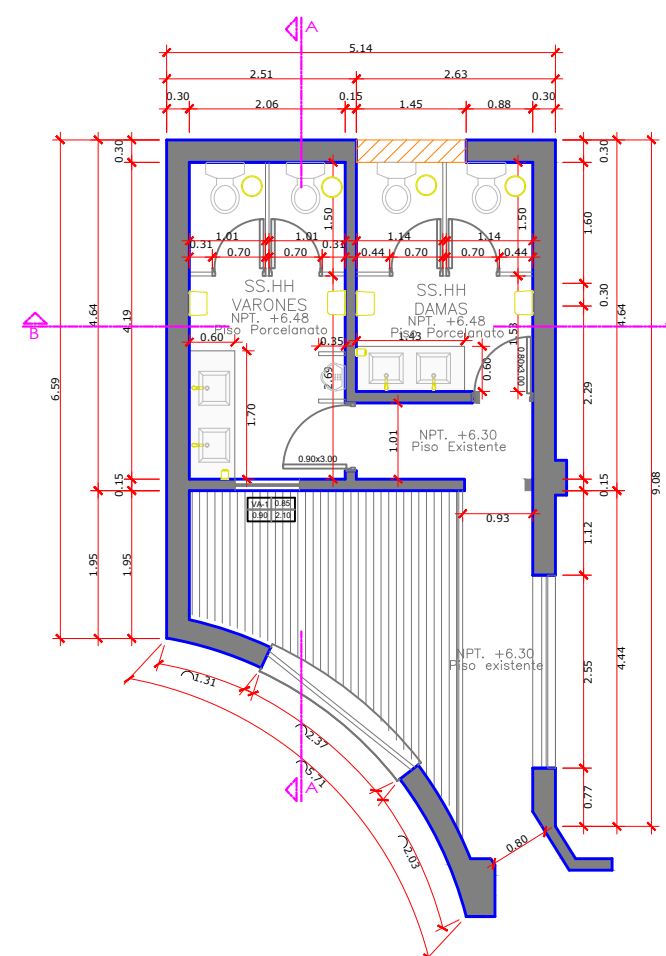 A
5.14
2.51 2.63
0.30 2.06 0.15 1.45 0.88 0.30
0.30 0.30
1.50 1.50 1.60
1.01 1.01 1.14 1.14
0.31 0.70 0.70 0.31 0.44 0.70 0.70 0.44
SS.HH
VARONES
NPT. +6.48
Piso Porcelanato
SS.HH
DAMAS
NPT. +6.48
Piso Porcelanato
0.30
4.64 4.19 4.64
B
0.60 0.35 1.43 1.53
0.60 0.80x3.00
6.59 1.70 2.69 2.29
1.01
NPT. +6.30
Piso Existente
0.90x3.00
9.08
0.15 0.15
VA-1 0.85
0.90 2.10
0.93
1.12
1.95 1.95
NPT. +6.30
Piso existente
2.55 4.44
1.31
2.37
5.71
A
0.77
2.03
0.80